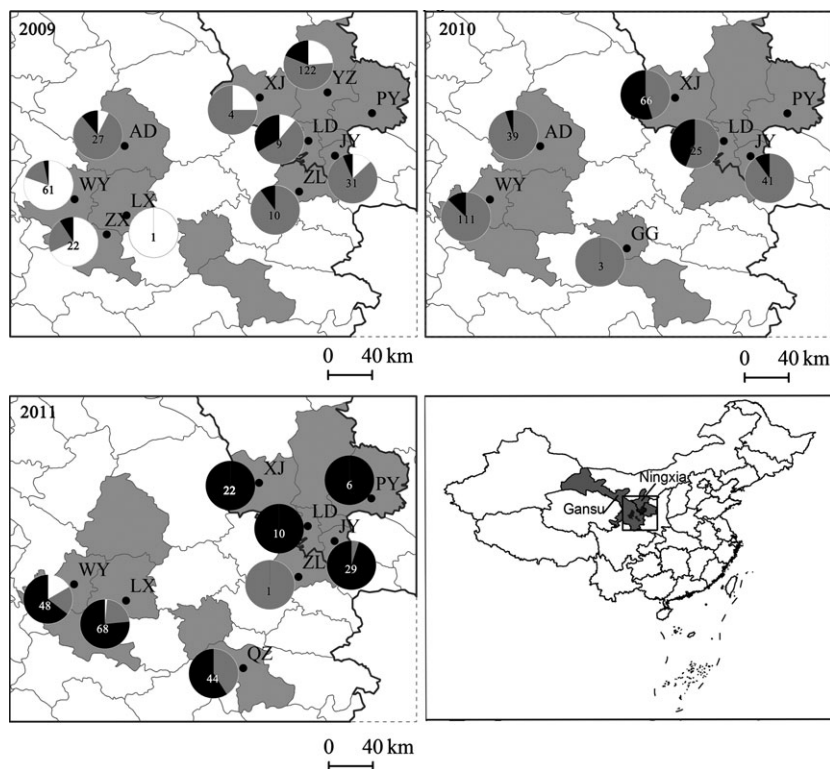 2009
122
XJ
YZ
4
PY
AD
27
9
LD
JY
WY
61
LX
ZL
31
ZX
22
1
10
0 40 km
2010
XJ
66
PY
39
AD
LD
25
JY
41
WY
111
GG
3
0 40 km
2011
XJ
22
6
PY
10
LD
JY
WY
LX
ZL
29
48
1
68
QZ
44
0 40 km
Ningxia
Gansu